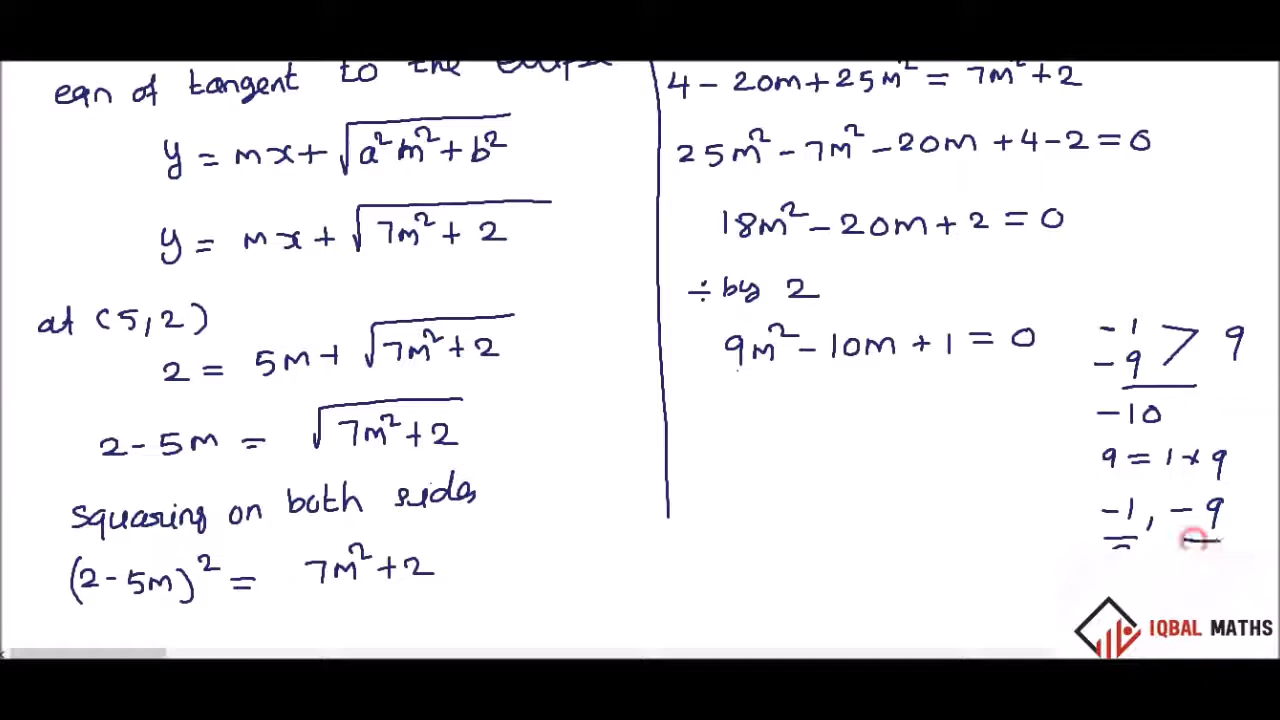 eqn of tangent to the ellipse
y = mx + √(a²m² + b²)
y = mx + √(7m² + 2)
at (5,2)
2 = 5m + √(7m² + 2)
2 - 5m = √(7m² + 2)
squaring on both sides
(2 - 5m)² = 7m² + 2
4 - 20m + 25m² = 7m² + 2
25m² - 7m² - 20m + 4 - 2 = 0
18m² - 20m + 2 = 0
÷ by 2
9m² - 10m + 1 = 0
-1
-9 > 9
-10
9 = 1 × 9
-1, -9
IQBAL MATHS